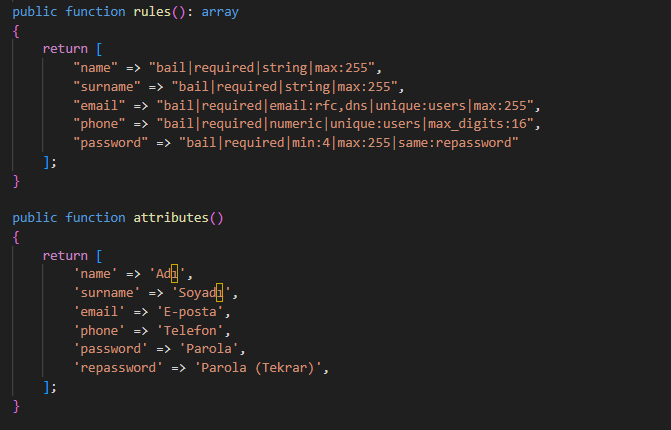 public function rules(): array
{
    return [
        "name" => "bail|required|string|max:255",
        "surname" => "bail|required|string|max:255",
        "email" => "bail|required|email:rfc,dns|unique:users|max:255",
        "phone" => "bail|required|numeric|unique:users|max_digits:16",
        "password" => "bail|required|min:4|max:255|same:repassword"
    ];
}

public function attributes()
{
    return [
        'name' => 'Adı',
        'surname' => 'Soyadı',
        'email' => 'E-posta',
        'phone' => 'Telefon',
        'password' => 'Parola',
        'repassword' => 'Parola (Tekrar)',
    ];
}